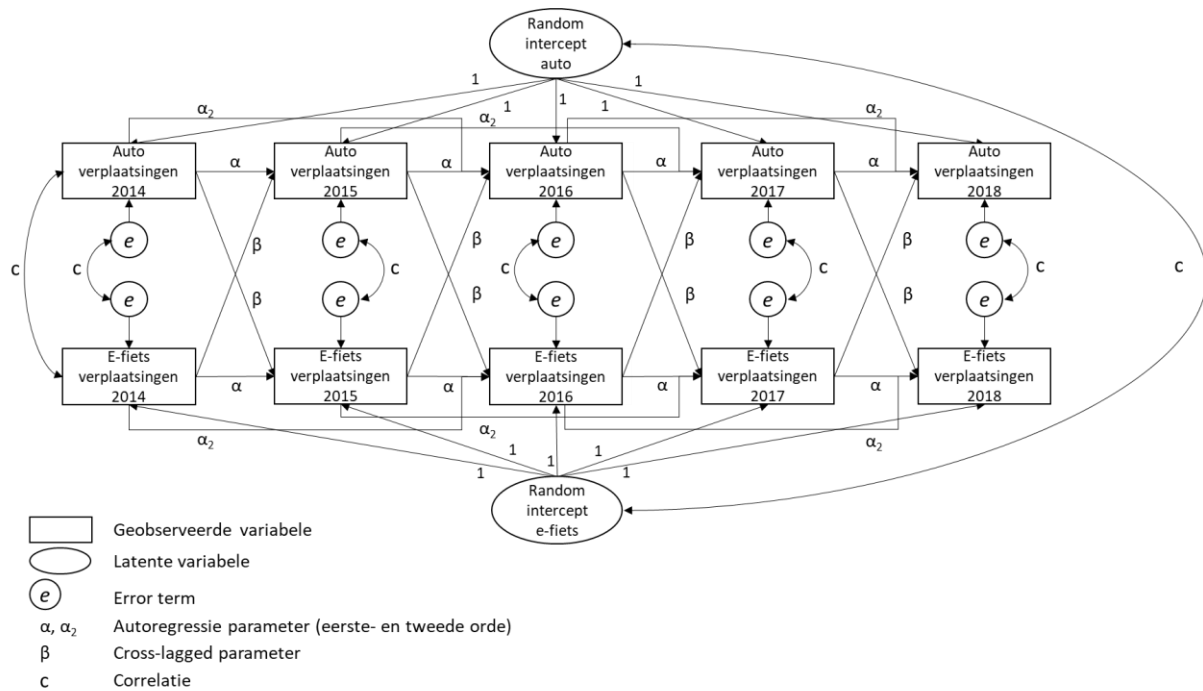 Random
intercept
auto
1
1
1
1
1
α₂
α₂
α₂
Auto
verplaatsingen
2014
α
Auto
verplaatsingen
2015
α
Auto
verplaatsingen
2016
α
Auto
verplaatsingen
2017
α
Auto
verplaatsingen
2018
e
e
e
e
e
β
β
β
β
c
c
c
c
c
c
c
β
β
β
β
e
e
e
e
e
E-fiets
verplaatsingen
2014
α
E-fiets
verplaatsingen
2015
α
E-fiets
verplaatsingen
2016
α
E-fiets
verplaatsingen
2017
α
E-fiets
verplaatsingen
2018
α₂
α₂
α₂
1
1
1
1
1
Random
intercept
e-fiets
Geobserveerde variabele
Latente variabele
e Error term
α, α₂ Autoregressie parameter (eerste- en tweede orde)
β Cross-lagged parameter
c Correlatie